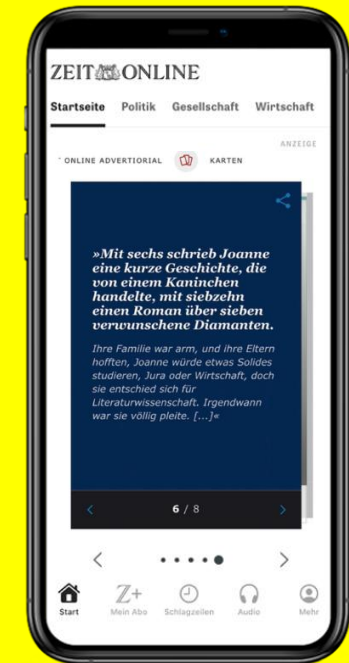 ZEIT ONLINE
Startseite Politik Gesellschaft Wirtschaft
ANZEIGE
ONLINE ADVERTIORIAL KARTEN
»Mit sechs schrieb Joanne
eine kurze Geschichte, die
von einem Kaninchen
handelte, mit siebzehn
einen Roman über sieben
verwunschene Diamanten.
Ihre Familie war arm, und ihre Eltern
hofften, Joanne würde etwas Solides
studieren, Jura oder Wirtschaft, doch
sie entschied sich für
Literaturwissenschaft. Irgendwann
war sie völlig pleite. [...]«
6 / 8
Z+
Start Mein Abo Schlagzeilen Audio Mehr